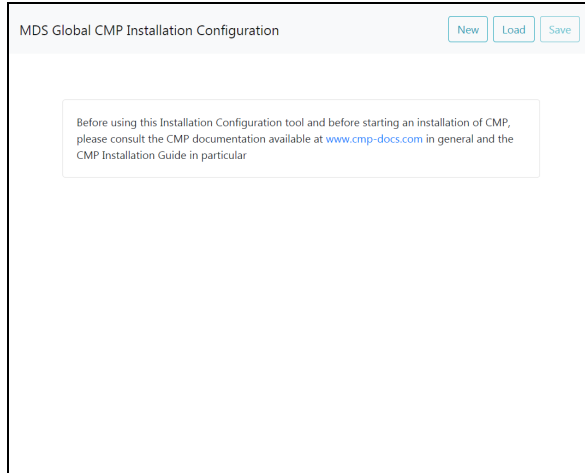 MDS Global CMP Installation Configuration
New Load Save
Before using this Installation Configuration tool and before starting an installation of CMP,
please consult the CMP documentation available at www.cmp-docs.com in general and the
CMP Installation Guide in particular